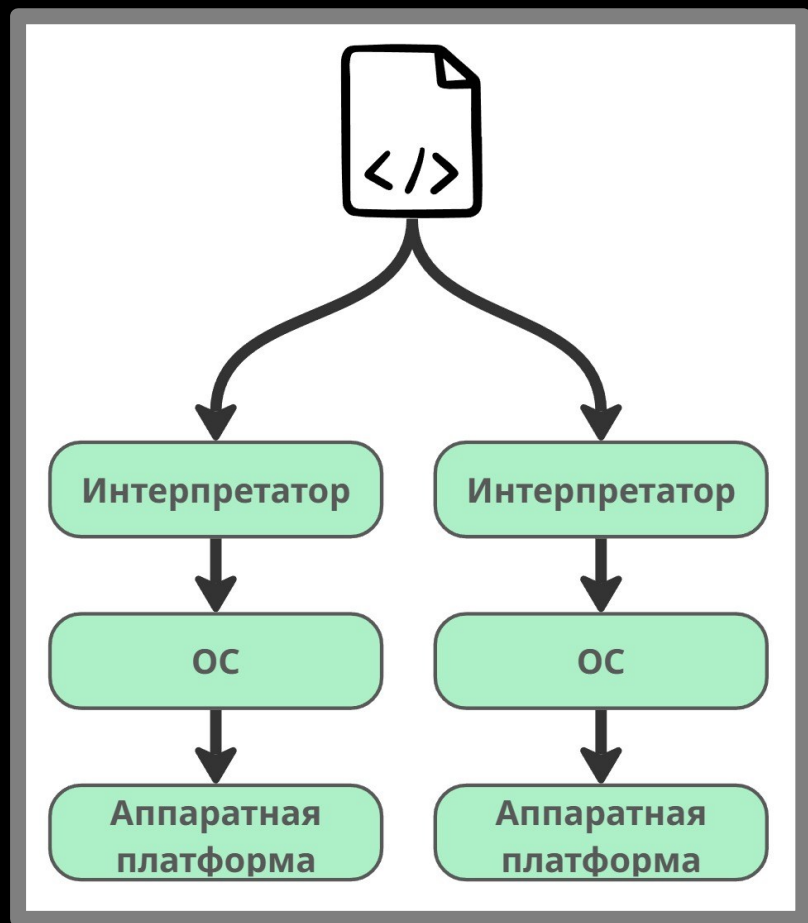 </>
Интерпретатор
Интерпретатор
ОС
ОС
Аппаратная
платформа
Аппаратная
платформа